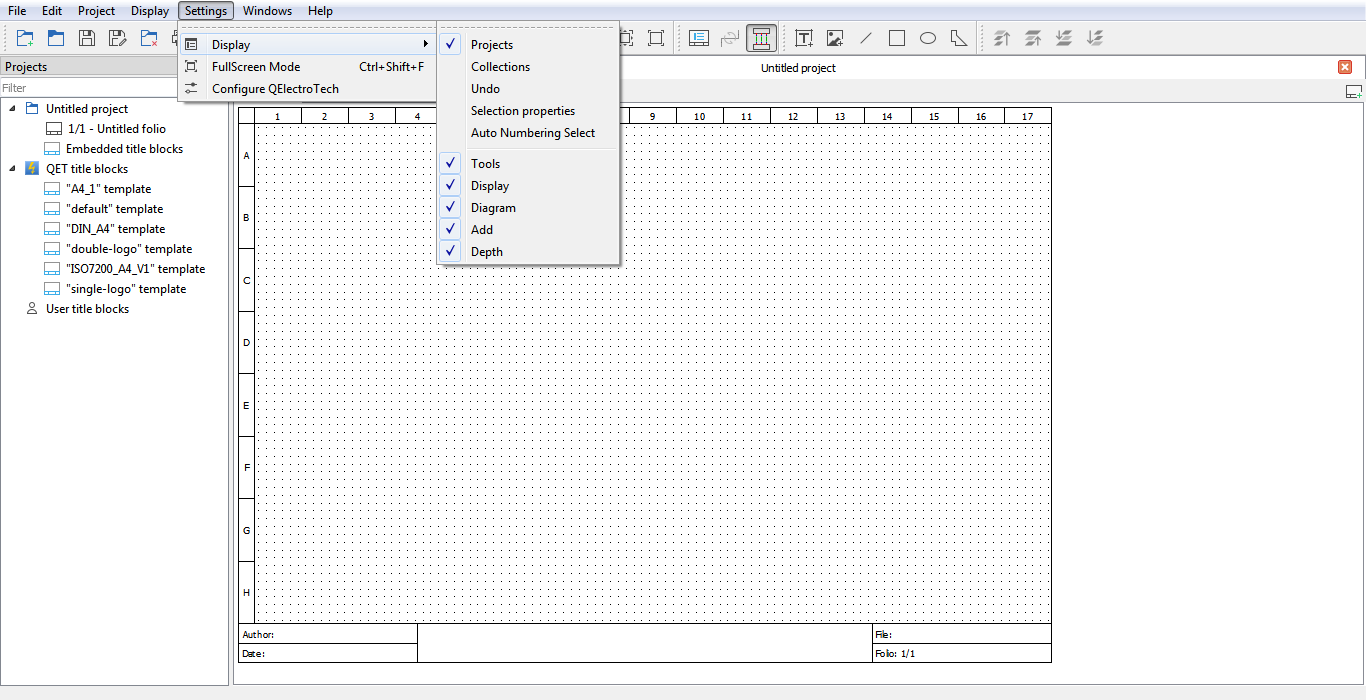 File Edit Project Display Settings Windows Help
Display
FullScreen Mode Ctrl+Shift+F
Configure QElectroTech
Projects
Collections
Undo
Selection properties
Auto Numbering Select
Tools
Display
Diagram
Add
Depth
Projects
Filter
Untitled project
1/1 - Untitled folio
Embedded title blocks
QET title blocks
"A4_1" template
"default" template
"DIN_A4" template
"double-logo" template
"ISO7200_A4_V1" template
"single-logo" template
User title blocks
Untitled project
1 2 3 4 9 10 11 12 13 14 15 16 17
A
B
C
D
E
F
G
H
Author:
Date:
File:
Folio: 1/1